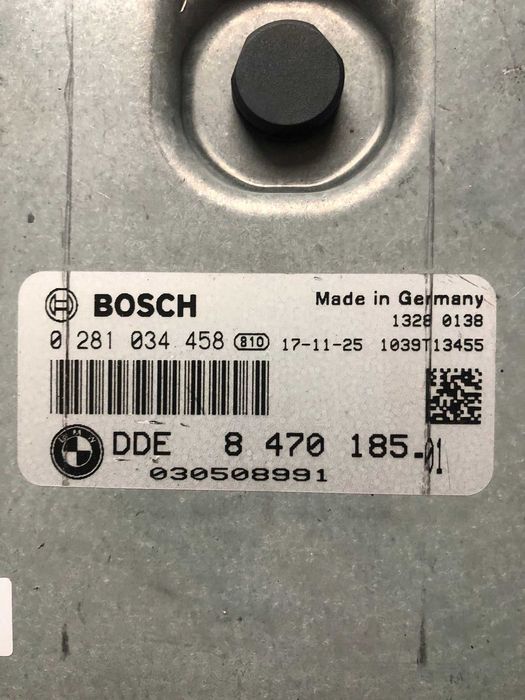 BOSCH
Made in Germany
1328 0138
0 281 034 458 810 17-11-25 1039T13455
DDE 8 470 185-01
030508991